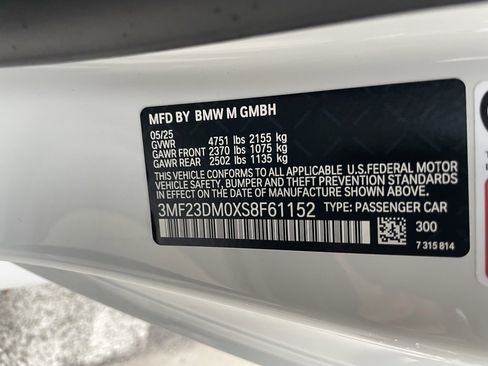 MFD BY BMW M GMBH
05/25
GVWR 4751 lbs 2155 kg
GAWR FRONT 2370 lbs 1075 kg
GAWR REAR 2502 lbs 1135 kg
THIS VEHICLE CONFORMS TO ALL APPLICABLE U.S.FEDERAL MOTOR
VEHICLE SAFETY, BUMPER AND THEFT PREVENTION STANDARDS
IN EFFECT ON THE DATE OF MANUFACTURE SHOWN ABOVE.
3MF23DM0XS8F61152 TYPE: PASSENGER CAR
300
7 315 814